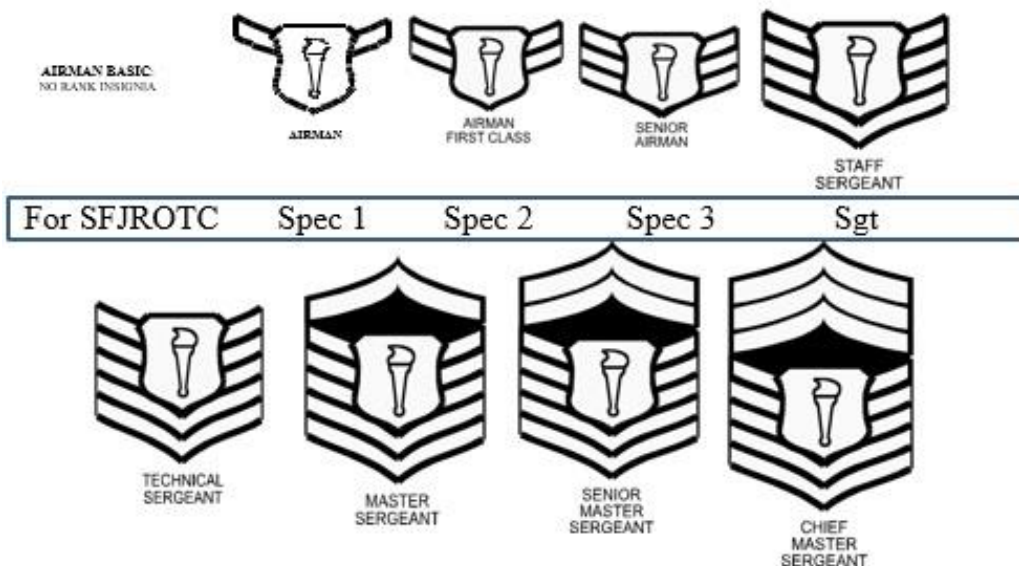 AIRMAN BASIC:
NO RANK INSIGNIA
AIRMAN
AIRMAN
FIRST CLASS
SENIOR
AIRMAN
STAFF
SERGEANT
For SFJROTC Spec 1 Spec 2 Spec 3 Sgt
TECHNICAL
SERGEANT
MASTER
SERGEANT
SENIOR
MASTER
SERGEANT
CHIEF
MASTER
SERGEANT